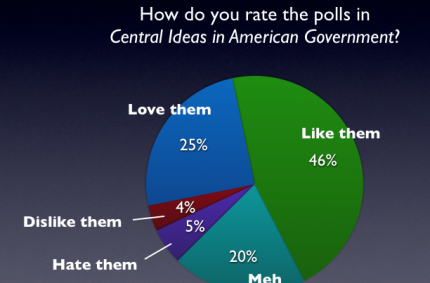 How do you rate the polls in
Central Ideas in American Government?
Love them
25%
Like them
46%
4%
Dislike them
5%
Hate them
20%
Meh